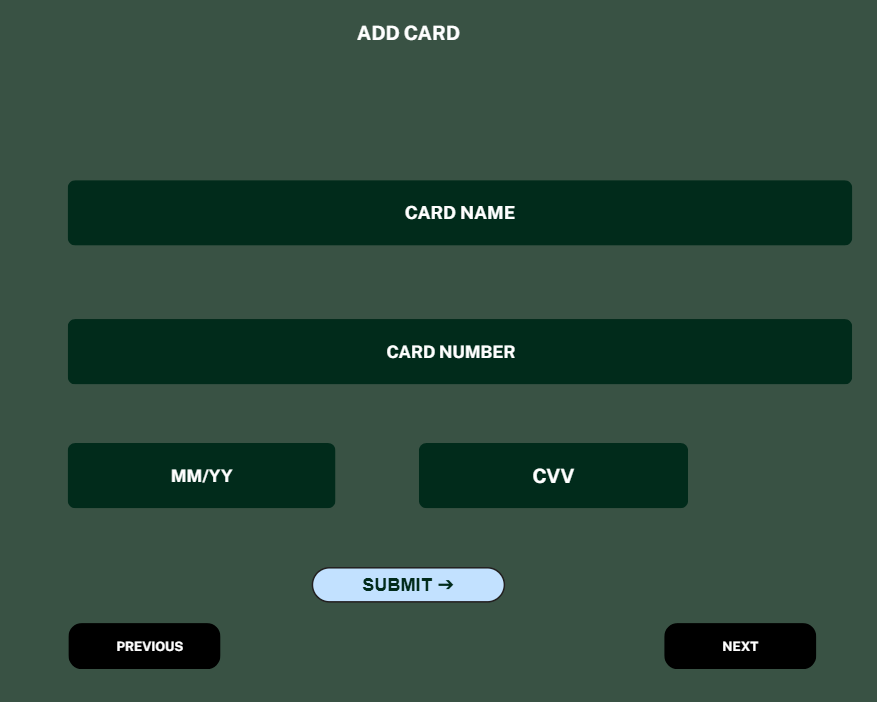 ADD CARD
CARD NAME
CARD NUMBER
MM/YY
CVV
SUBMIT →
PREVIOUS
NEXT